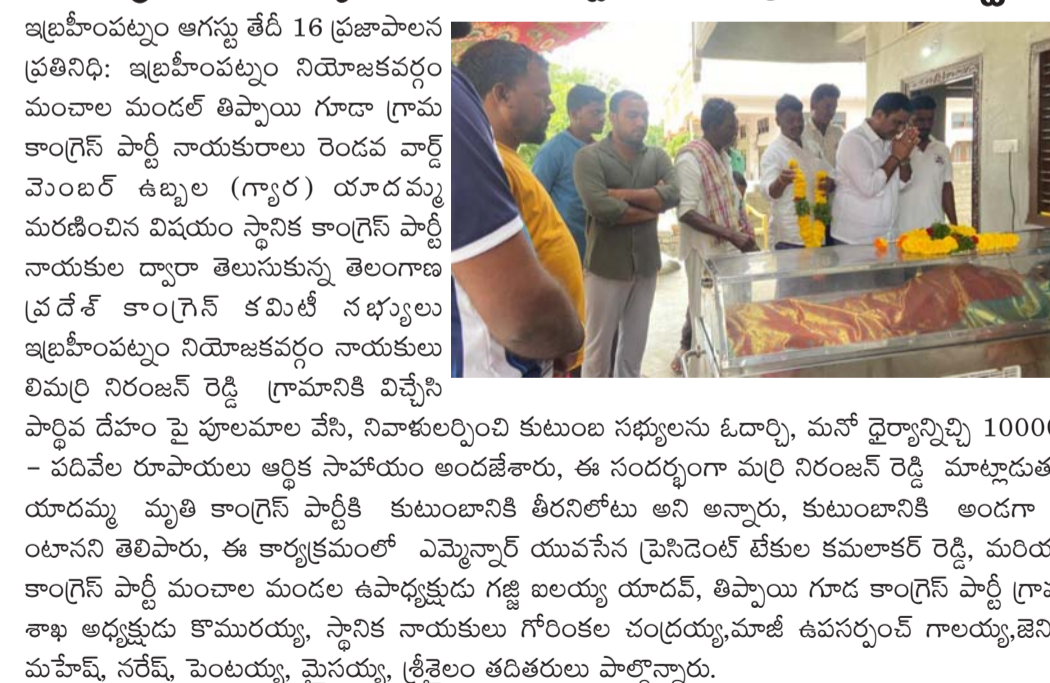 ఇబ్రహీంపట్నం ఆగస్టు తేదీ 16 ప్రజాపాలన
ప్రతినిధి: ఇబ్రహీంపట్నం నియోజకవర్గం
మంచాల మండల్ తిప్పాయి గూడా గ్రామ
కాంగ్రెస్ పార్టీ నాయకురాలు రెండవ వార్డ్
మెంబర్ ఉబ్బల (గ్యార) యాదమ్మ
మరణించిన విషయం స్థానిక కాంగ్రెస్ పార్టీ
నాయకుల ద్వారా తెలుసుకున్న తెలంగాణ
ప్రదేశ్ కాంగ్రెస్ కమిటీ సభ్యులు
ఇబ్రహీంపట్నం నియోజకవర్గం నాయకులు
లిమర్రి నిరంజన్ రెడ్డి గ్రామానికి విచ్చేసి
పార్థివ దేహం పై పూలమాల వేసి, నివాళులర్పించి కుటుంబ సభ్యులను ఓదార్చి, మనో ధైర్యాన్నిచ్చి 10000
– పదివేల రూపాయలు ఆర్థిక సాహాయం అందజేశారు, ఈ సందర్భంగా మర్రి నిరంజన్ రెడ్డి మాట్లాడుత
యాదమ్మ మృతి కాంగ్రెస్ పార్టీకి కుటుంబానికి తీరనిలోటు అని అన్నారు, కుటుంబానికి అండగా
ంటానని తెలిపారు, ఈ కార్యక్రమంలో ఎమ్మెన్నార్ యువసేన ప్రెసిడెంట్ టేకుల కమలాకర్ రెడ్డి, మరియ
కాంగ్రెస్ పార్టీ మంచాల మండల ఉపాధ్యక్షుడు గజ్జి ఐలయ్య యాదవ్, తిప్పాయి గూడ కాంగ్రెస్ పార్టీ గ్రా
శాఖ అధ్యక్షుడు కొమురయ్య, స్థానిక నాయకులు గోరింకల చంద్రయ్య,మాజీ ఉపసర్పంచ్ గాలయ్య,జెని
మహేష్, నరేష్, పెంటయ్య, మైసయ్య, శ్రీశైలం తదితరులు పాల్గొన్నారు.